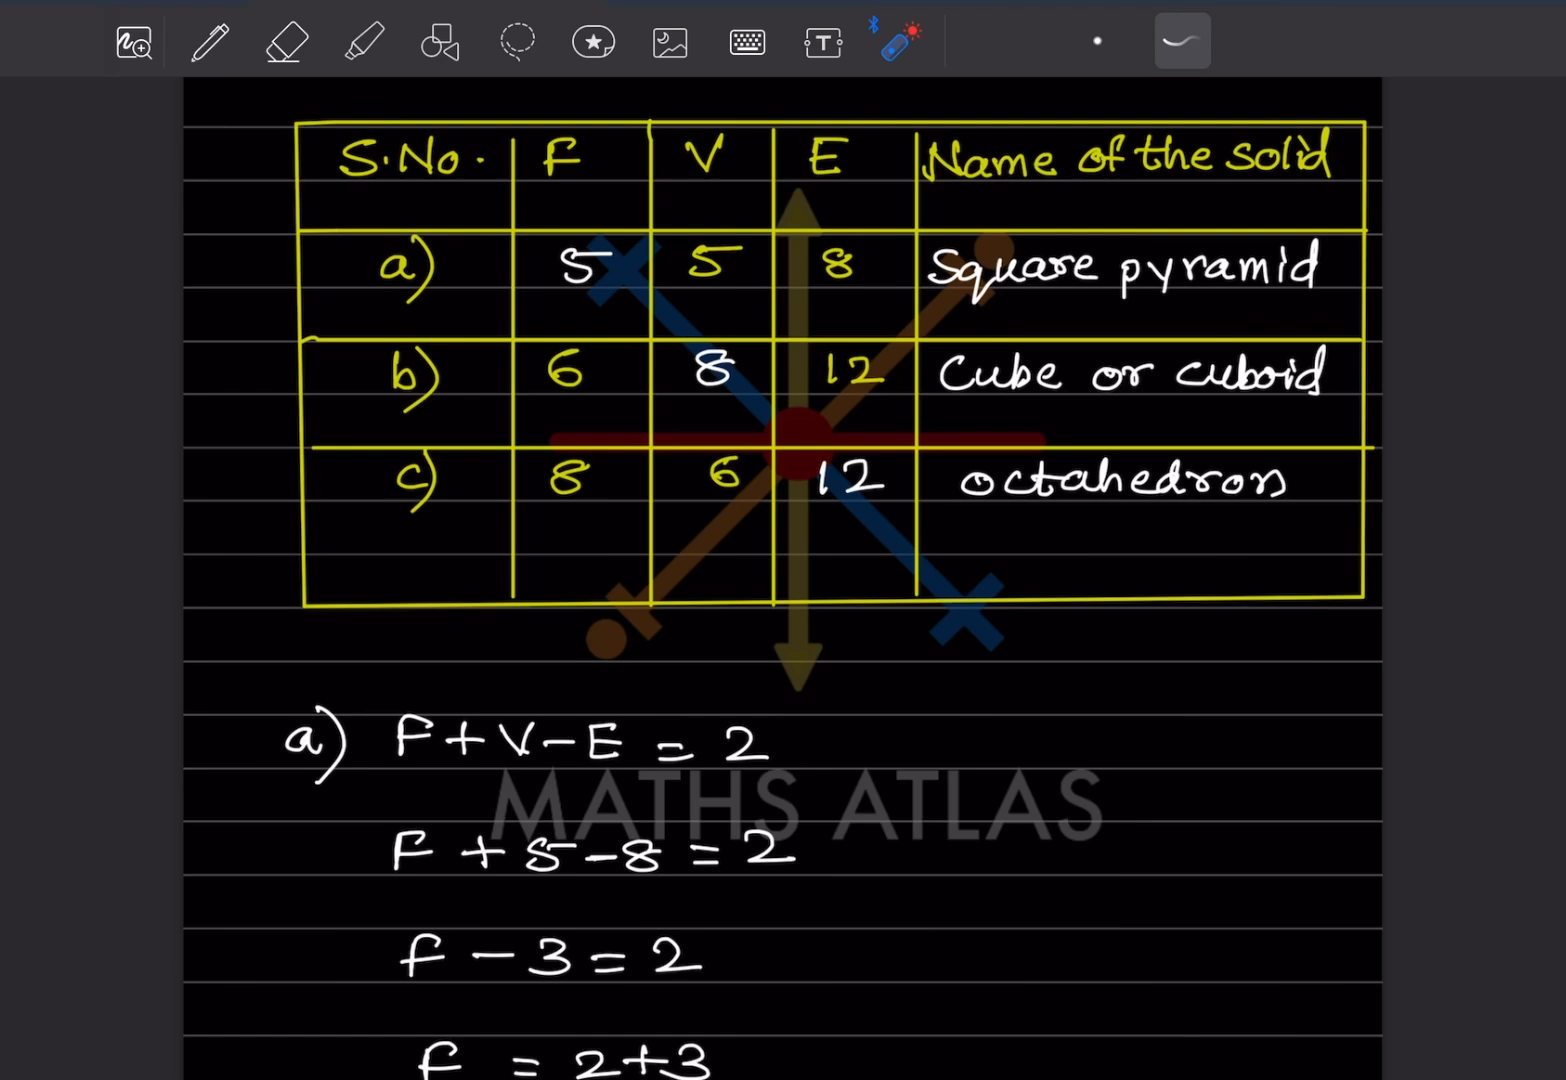 S.No. F V E Name of the solid
a) 5 5 8 Square pyramid
b) 6 8 12 Cube or cuboid
c) 8 6 12 octahedron
a) F+V-E = 2
MATHS ATLAS
F + 5-8 = 2
F - 3 = 2
F = 2+3